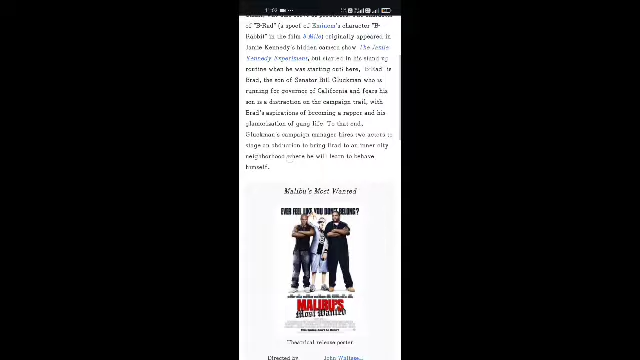 11:02
of "B-Rad" (a spoof of Eminem's character "B-
Rabbit" in the film 8 Mile) originally appeared in
Jamie Kennedy's hidden camera show The Jamie
Kennedy Experiment, but started in his stand up
routine when he was starting out here, "B-Rad" is
Brad, the son of Senator Bill Gluckman who is
running for governor of California and fears his
son is a distraction on the campaign trail, with
Brad's aspirations of becoming a rapper and his
glamorization of gang life. To that end,
Gluckman's campaign manager hires two actors to
stage an abduction to bring Brad to an inner city
neighborhood where he will learn to behave
himself.
Malibu's Most Wanted
EVER FEEL LIKE YOU DON'T BELONG?
MALIBU'S
Most Wanted
Theatrical release poster
Directed by John